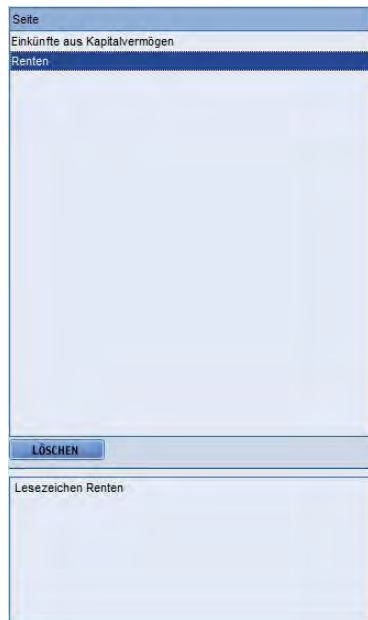 Seite
Einkünfte aus Kapitalvermögen
Renten
LÖSCHEN
Lesezeichen Renten